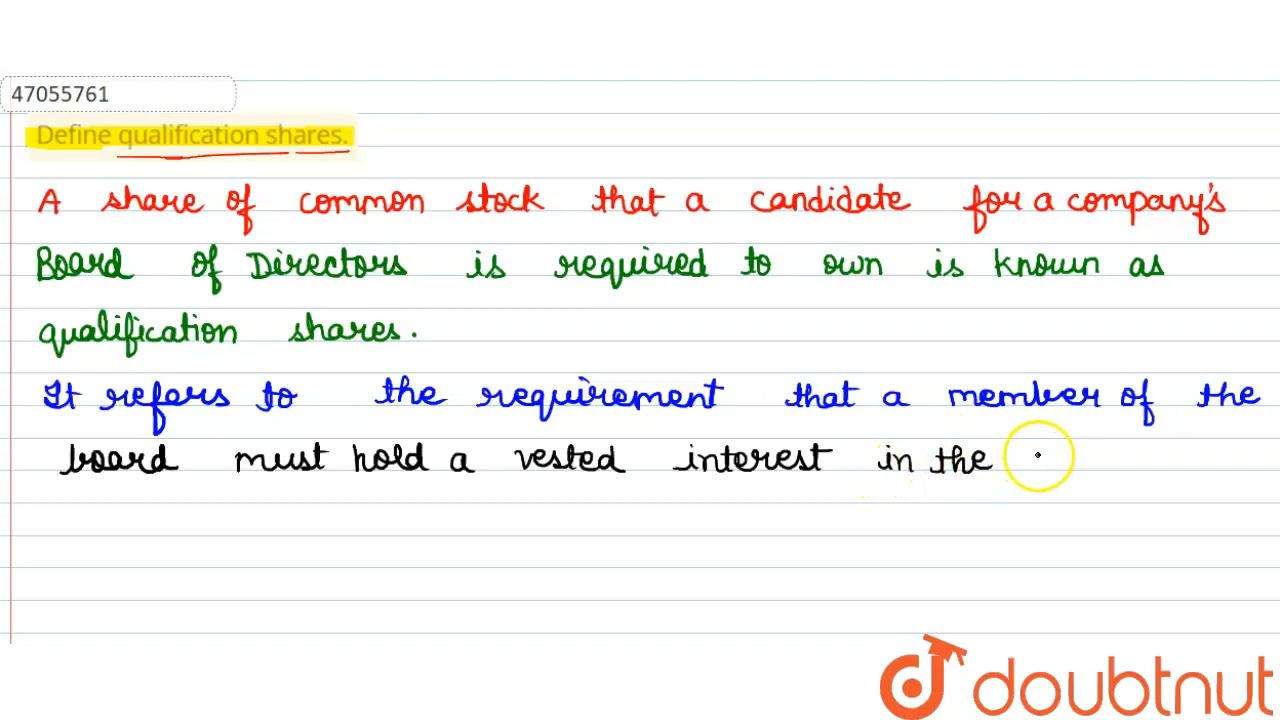 47055761
Define qualification shares.
A share of common stock that a candidate for a company's
Board of Directors is required to own is known as
qualification shares.
It refers to the requirement that a member of the
board must hold a vested interest in the
doubtnut